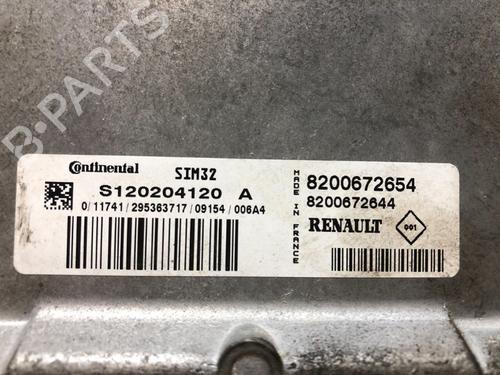 B-PARTS
Continental SIM32
S120204120 A
0/11741/295363717/09154/006A4
MADE IN FRANCE
8200672654
8200672644
RENAULT
001